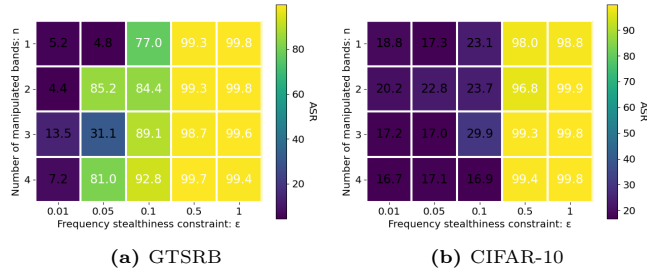 Number of manipulated bands: n
1 5.2 4.8 77.0 99.3 99.8
2 4.4 85.2 84.4 99.3 99.8
3 13.5 31.1 89.1 98.7 99.6
4 7.2 81.0 92.8 99.7 99.4
0.01 0.05 0.1 0.5 1
Frequency stealthiness constraint: ε
80
60
40
20
ASR
(a) GTSRB
Number of manipulated bands: n
1 18.8 17.3 23.1 98.0 98.8
2 20.2 22.8 23.7 96.8 99.9
3 17.2 17.0 29.9 99.3 99.8
4 16.7 17.1 16.9 99.4 99.8
0.01 0.05 0.1 0.5 1
Frequency stealthiness constraint: ε
90
80
70
60
50
40
30
20
ASR
(b) CIFAR-10